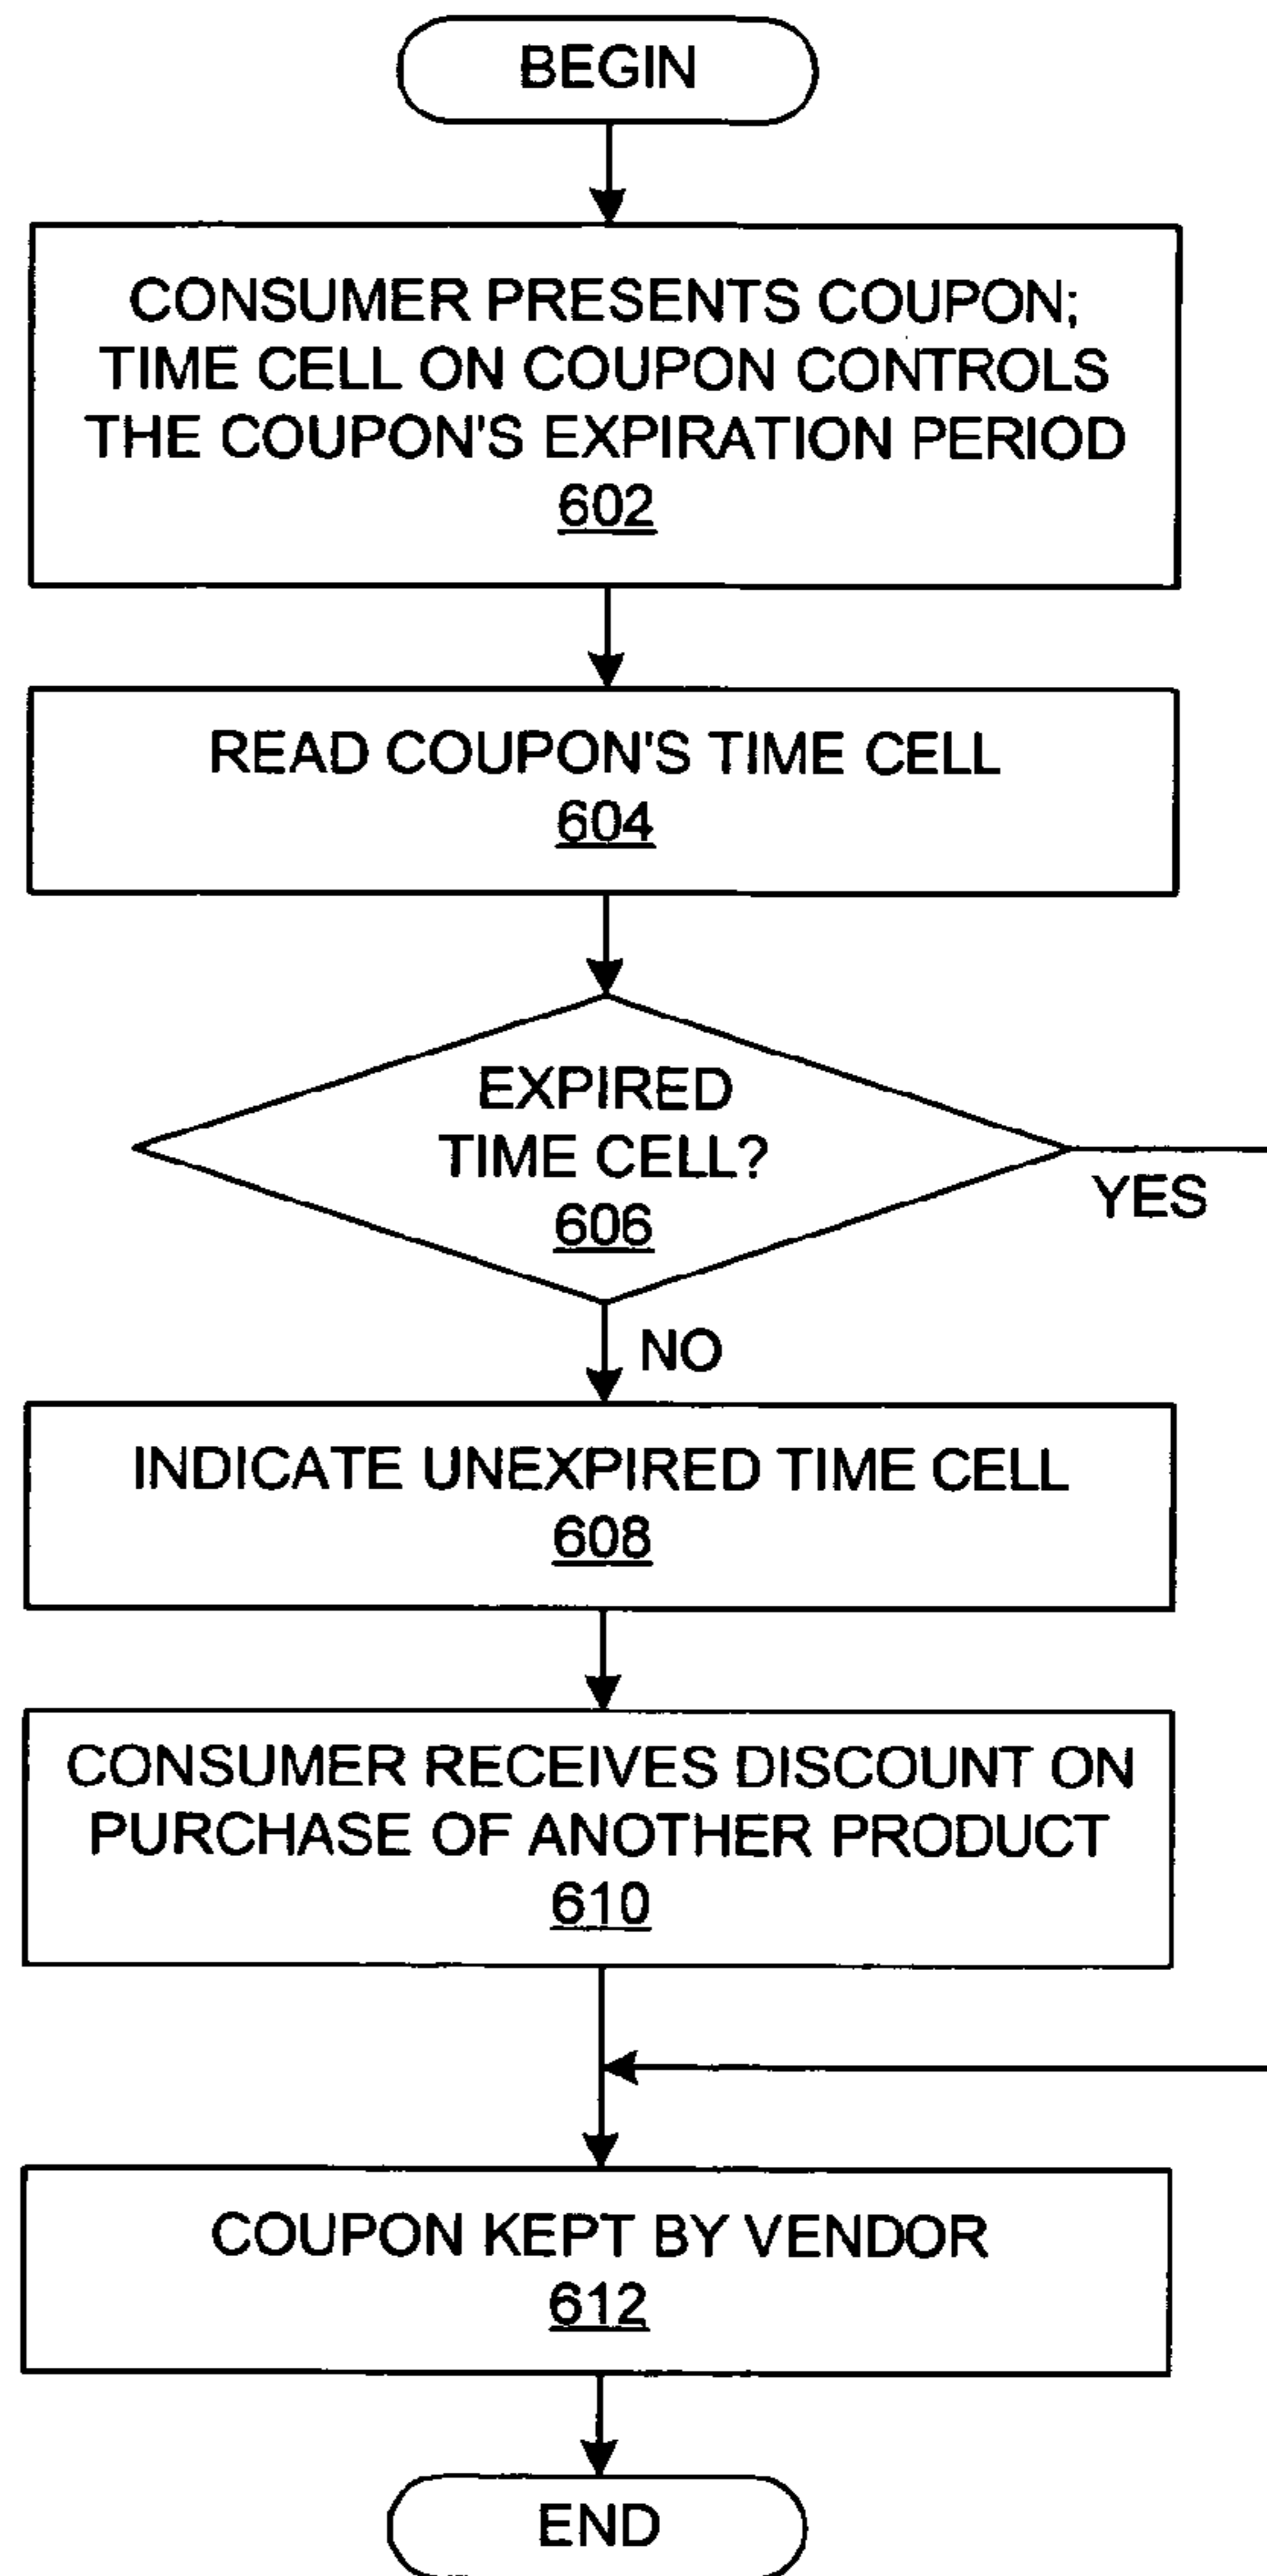 BEGIN
CONSUMER PRESENTS COUPON;
TIME CELL ON COUPON CONTROLS
THE COUPON'S EXPIRATION PERIOD
602
READ COUPON'S TIME CELL
604
EXPIRED
TIME CELL?
606
YES
NO
INDICATE UNEXPIRED TIME CELL
608
CONSUMER RECEIVES DISCOUNT ON
PURCHASE OF ANOTHER PRODUCT
610
COUPON KEPT BY VENDOR
612
END